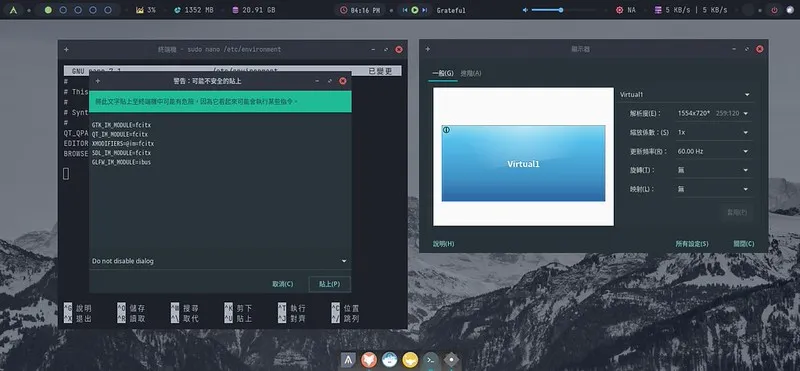 3%
1352 MB
20.91 GB
04:16 PM
Grateful
NA
5 KB/s | 5 KB/s
終端機 - sudo nano /etc/environment
GNU nano 7.1 /etc/environment 已變更
#
# This
#
# Synt
#
QT_QPA
EDITOR
BROWSE
警告：可能不安全的貼上
將此文字貼上至終端機中可能有危險，因為它看起來可能會執行某些指令。
GTK_IM_MODULE=fcitx
QT_IM_MODULE=fcitx
XMODIFIERS=@im=fcitx
SDL_IM_MODULE=fcitx
GLFW_IM_MODULE=ibus
Do not disable dialog
取消(C)
貼上(P)
^G 說明 ^O 儲存 ^W 搜尋 ^K 剪下 ^T 執行 ^C 位置
^X 退出 ^R 讀取 ^\ 取代 ^U 貼上 ^J 對齊 ^/ 跳列
顯示器
一般(G) 進階(A)
Virtual1
Virtual1
解析度(E)： 1554x720* 259:120
縮放係數：(S) 1x
更新頻率(R)： 60.00 Hz
旋轉(T)： 無
映射(L)： 無
套用(P)
說明(H)
所有設定(S)
關閉(C)